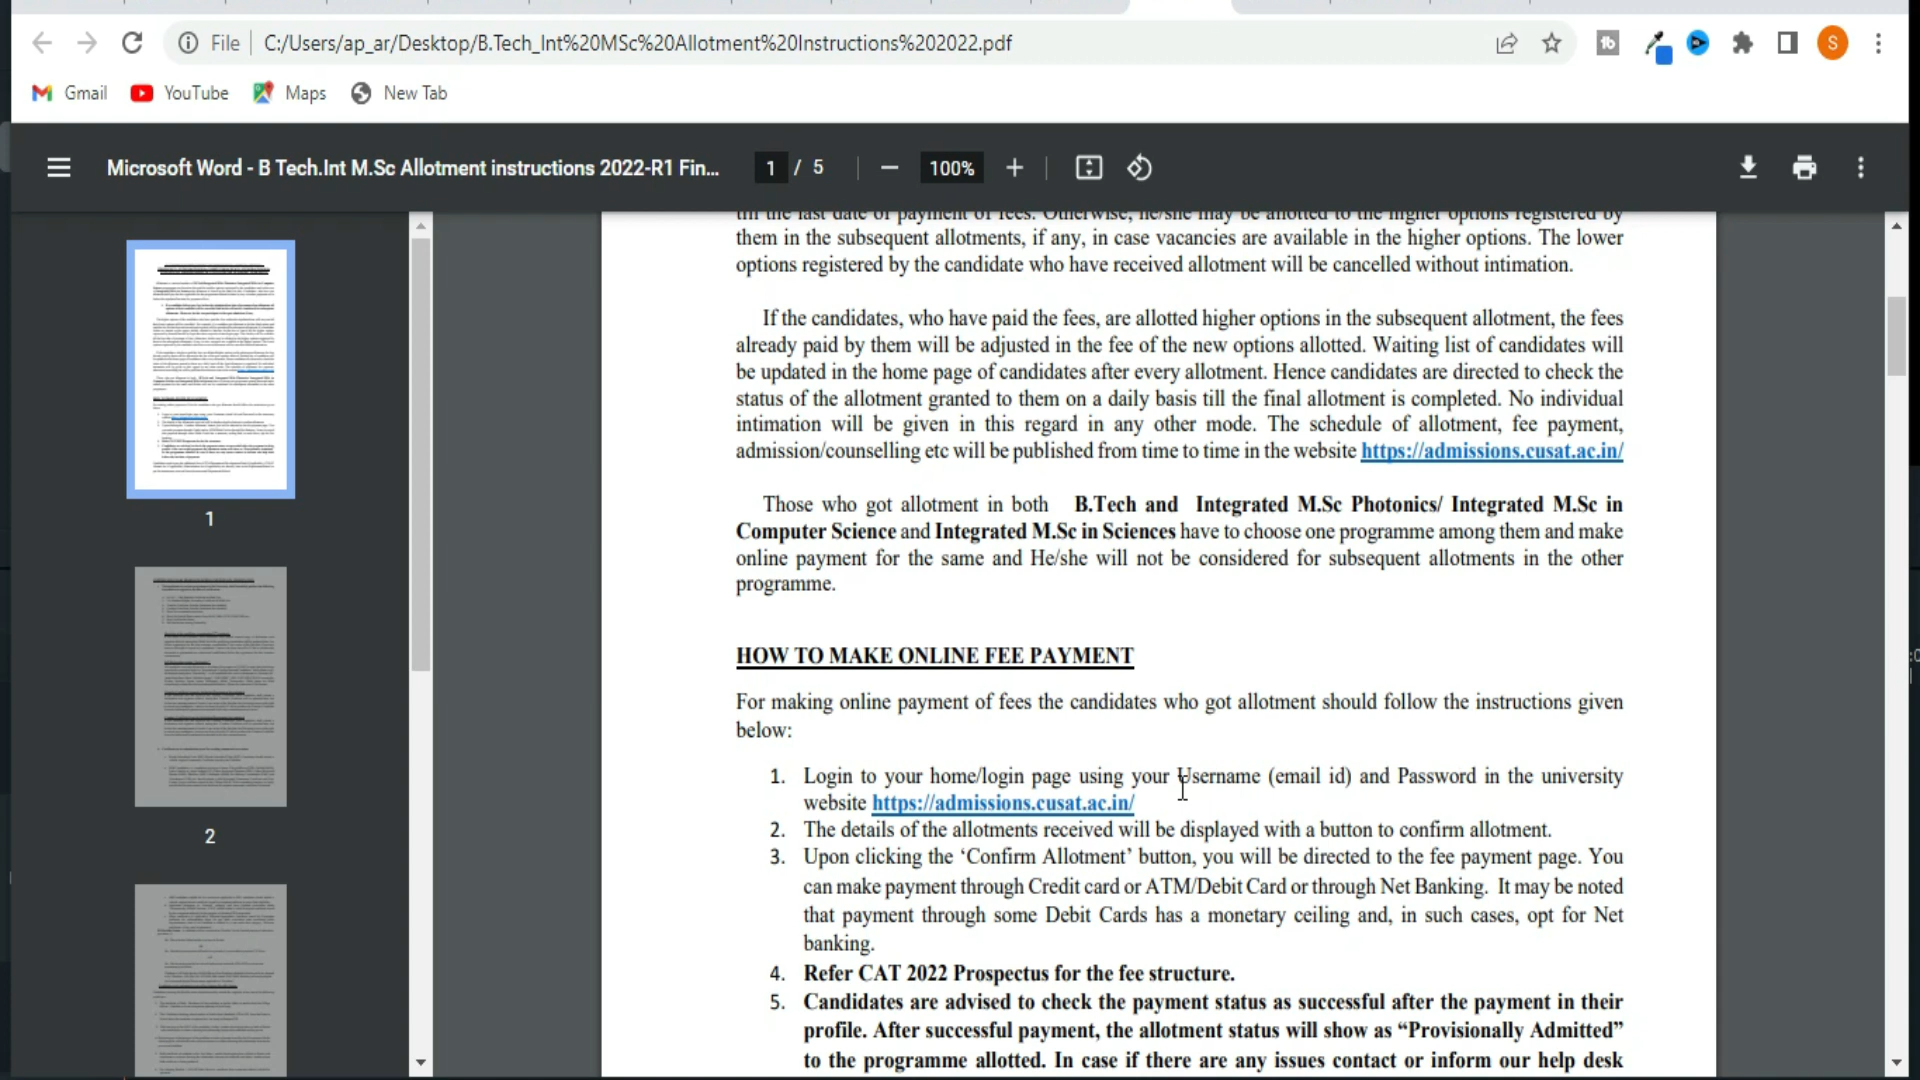 File
C:/Users/ap_ar/Desktop/B.Tech_Int%20MSc%20Allotment%20Instructions%202022.pdf
S
Gmail
YouTube
Maps
New Tab
Microsoft Word - B Tech.Int M.Sc Allotment instructions 2022-R1 Fin...
1 / 5
100%
till the last date of payment of fees. Otherwise, he/she may be allotted to the higher options registered by
them in the subsequent allotments, if any, in case vacancies are available in the higher options. The lower
options registered by the candidate who have received allotment will be cancelled without intimation.
If the candidates, who have paid the fees, are allotted higher options in the subsequent allotment, the fees
already paid by them will be adjusted in the fee of the new options allotted. Waiting list of candidates will
be updated in the home page of candidates after every allotment. Hence candidates are directed to check the
status of the allotment granted to them on a daily basis till the final allotment is completed. No individual
intimation will be given in this regard in any other mode. The schedule of allotment, fee payment,
admission/counselling etc will be published from time to time in the website https://admissions.cusat.ac.in/
Those who got allotment in both B.Tech and Integrated M.Sc Photonics/ Integrated M.Sc in
Computer Science and Integrated M.Sc in Sciences have to choose one programme among them and make
online payment for the same and He/she will not be considered for subsequent allotments in the other
programme.
HOW TO MAKE ONLINE FEE PAYMENT
For making online payment of fees the candidates who got allotment should follow the instructions given
below:
1. Login to your home/login page using your Username (email id) and Password in the university
website https://admissions.cusat.ac.in/
2. The details of the allotments received will be displayed with a button to confirm allotment.
3. Upon clicking the ‘Confirm Allotment’ button, you will be directed to the fee payment page. You
can make payment through Credit card or ATM/Debit Card or through Net Banking. It may be noted
that payment through some Debit Cards has a monetary ceiling and, in such cases, opt for Net
banking.
4. Refer CAT 2022 Prospectus for the fee structure.
5. Candidates are advised to check the payment status as successful after the payment in their
profile. After successful payment, the allotment status will show as “Provisionally Admitted”
to the programme allotted. In case if there are any issues contact or inform our help desk
1
2